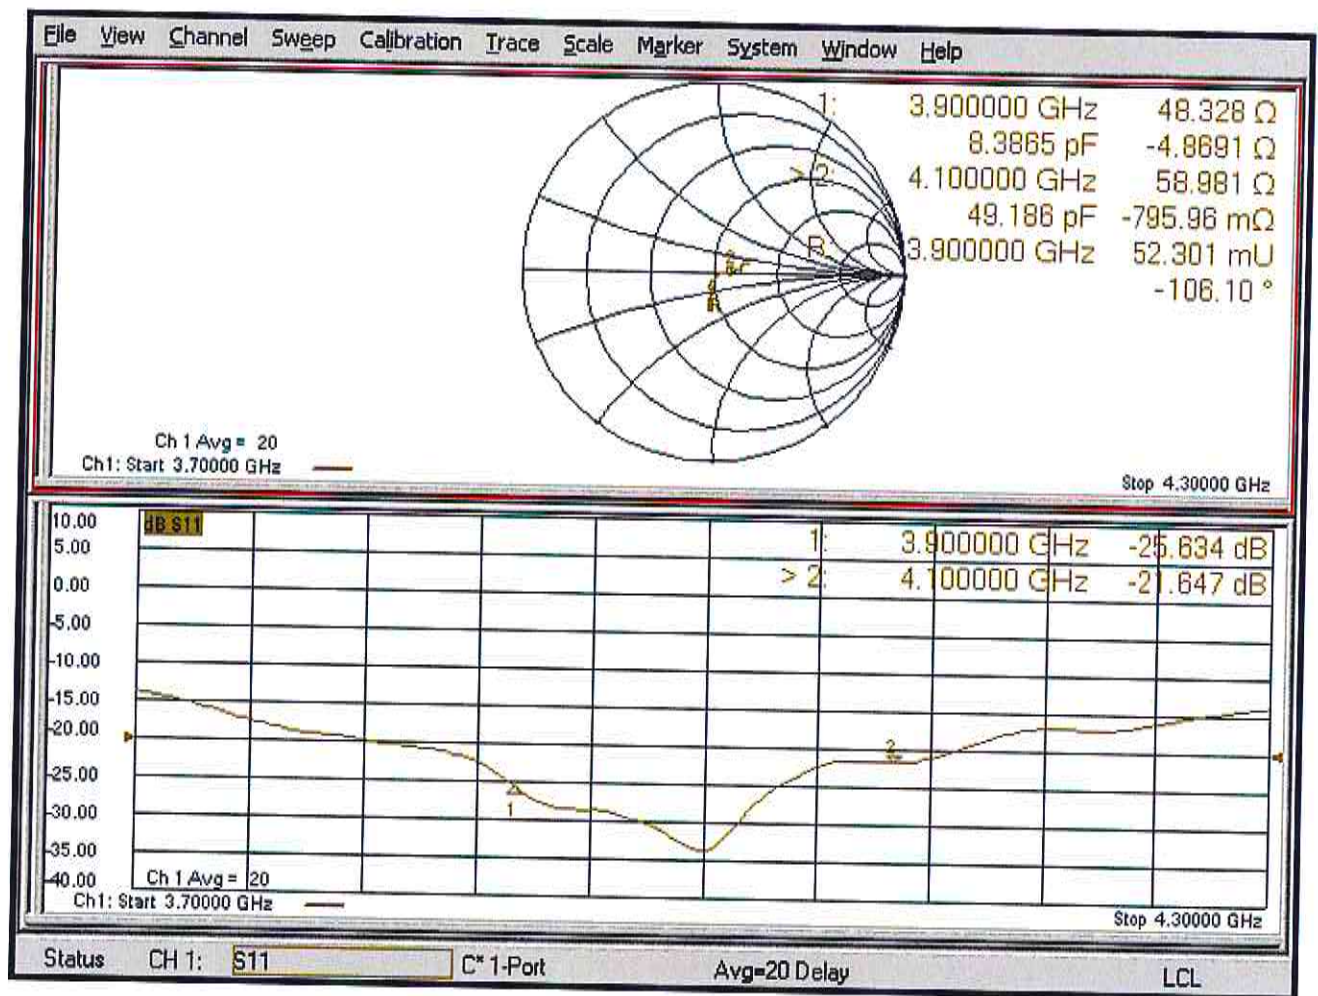 File View Channel Sweep Calibration Trace Scale Marker System Window Help
1: 3.900000 GHz 48.328 Ω
8.3865 pF -4.8691 Ω
> 2: 4.100000 GHz 58.981 Ω
49.186 pF -795.96 mΩ
R 3.900000 GHz 52.301 mU
-106.10 °
2
Ch 1 Avg = 20
Ch1: Start 3.70000 GHz
Stop 4.30000 GHz
10.00
dB S11
5.00
0.00
-5.00
-10.00
-15.00
-20.00
-25.00
-30.00
-35.00
-40.00
1: 3.900000 GHz -25.634 dB
> 2: 4.100000 GHz -21.647 dB
2
1
Ch 1 Avg = 20
Ch1: Start 3.70000 GHz
Stop 4.30000 GHz
Status CH 1: S11 C* 1-Port Avg=20 Delay LCL